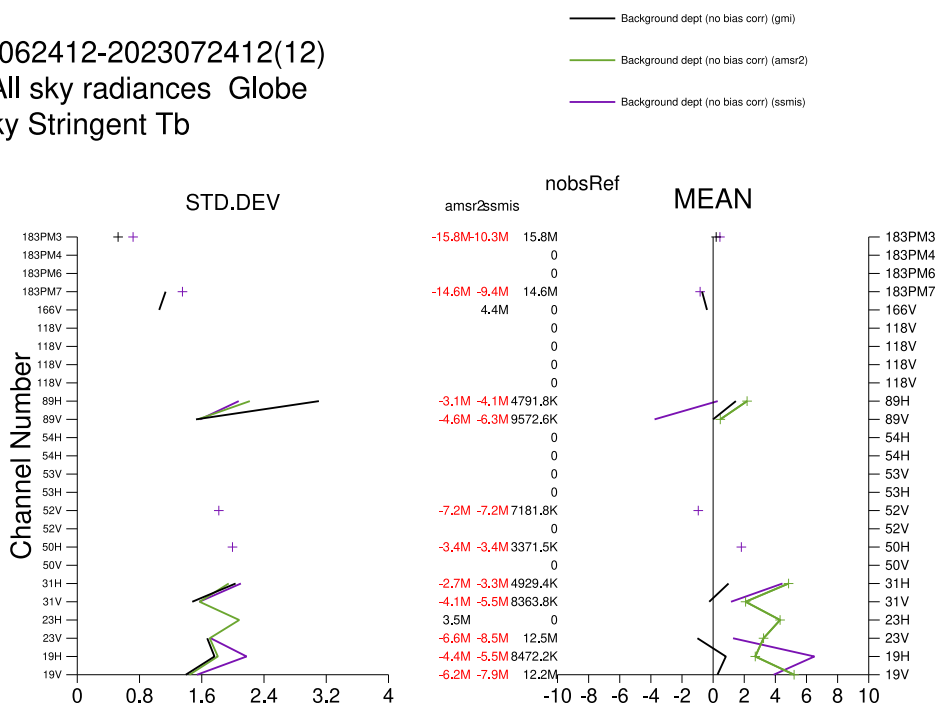 Background dept (no bias corr) (gmi)
062412-2023072412(12)
Background dept (no bias corr) (amsr2)
All sky radiances Globe
Background dept (no bias corr) (ssmis)
ky Stringent Tb
STD.DEV
nobsRef
MEAN
amsr2ssmis
183PM3 -15.8M-10.3M 15.8M 183PM3
183PM4 0 183PM4
183PM6 0 183PM6
183PM7 -14.6M -9.4M 14.6M 183PM7
166V 4.4M 0 166V
118V 0 118V
118V 0 118V
118V 0 118V
118V 0 118V
89H -3.1M -4.1M 4791.8K 89H
89V -4.6M -6.3M 9572.6K 89V
54H 0 54H
54H 0 54H
53V 0 53V
53H 0 53H
52V -7.2M -7.2M 7181.8K 52V
52V 0 52V
50H -3.4M -3.4M 3371.5K 50H
50V 0 50V
31H -2.7M -3.3M 4929.4K 31H
31V -4.1M -5.5M 8363.8K 31V
23H 3.5M 0 23H
23V -6.6M -8.5M 12.5M 23V
19H -4.4M -5.5M 8472.2K 19H
19V -6.2M -7.9M 12.2M 19V
Channel Number
0 0.8 1.6 2.4 3.2 4
-10 -8 -6 -4 -2 0 2 4 6 8 10